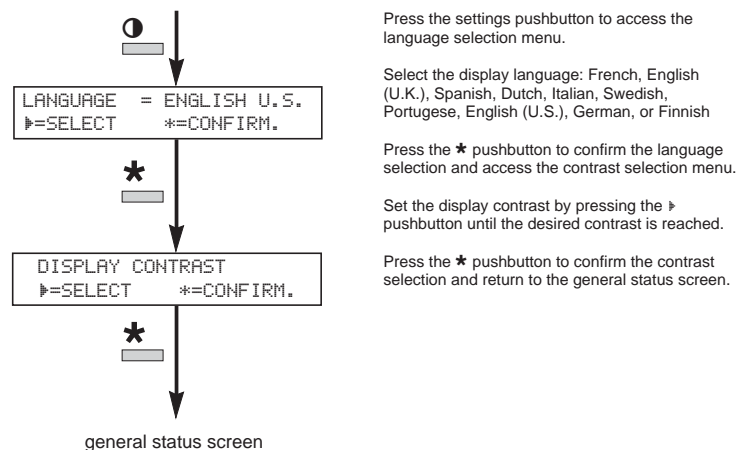 LANGUAGE = ENGLISH U.S.
▶=SELECT *=CONFIRM.
*
DISPLAY CONTRAST
▶=SELECT *=CONFIRM.
*
general status screen
Press the settings pushbutton to access the
language selection menu.
Select the display language: French, English
(U.K.), Spanish, Dutch, Italian, Swedish,
Portugese, English (U.S.), German, or Finnish
Press the * pushbutton to confirm the language
selection and access the contrast selection menu.
Set the display contrast by pressing the ▶
pushbutton until the desired contrast is reached.
Press the * pushbutton to confirm the contrast
selection and return to the general status screen.